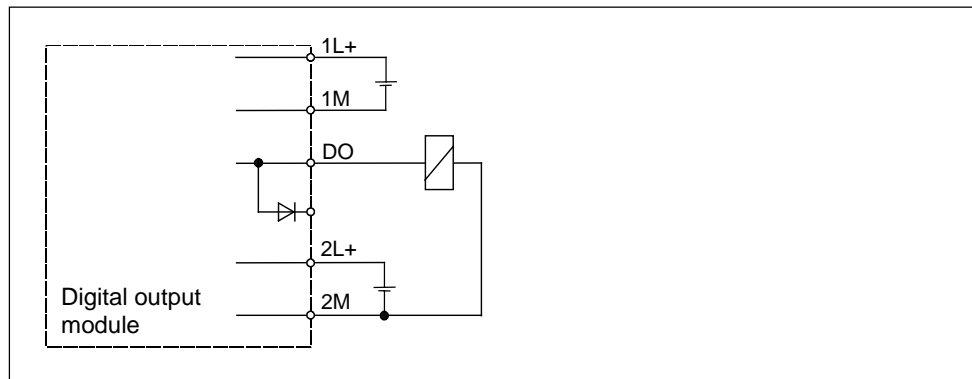 1L+
1M
DO
2L+
2M
Digital output
module